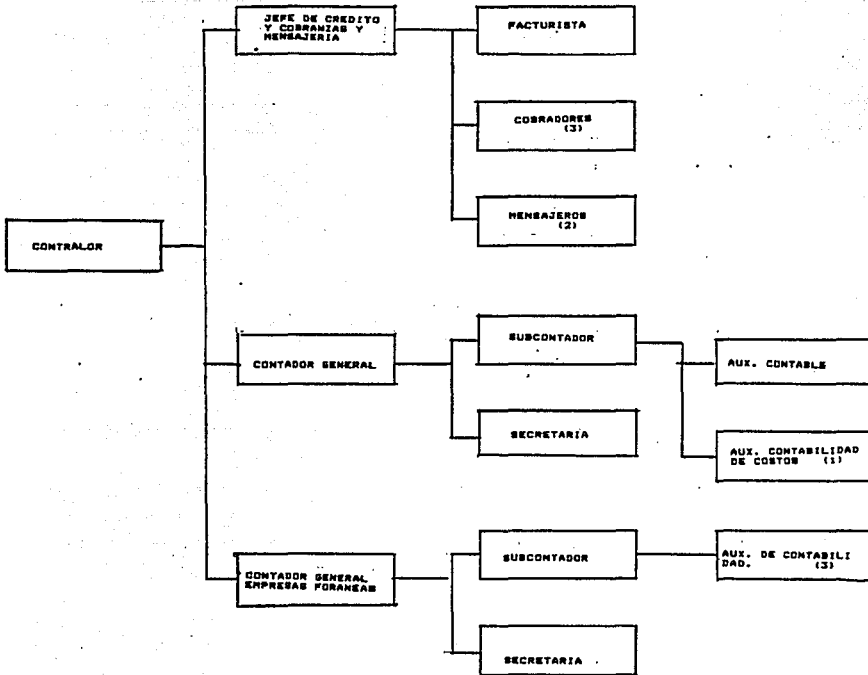 JEFE DE CREDITO
Y COBRANZAS Y
MENSAJERIA
FACTURISTA
COBRADORES
(3)
MENSAJEROS
(2)
CONTRALOR
CONTADOR GENERAL
SUBCONTADOR
AUX. CONTABLE
SECRETARIA
AUX. CONTABILIDAD
DE COSTOS (1)
CONTADOR GENERAL
EMPRESAS FORANEAS
SUBCONTADOR
AUX. DE CONTABILI
DAD. (3)
SECRETARIA